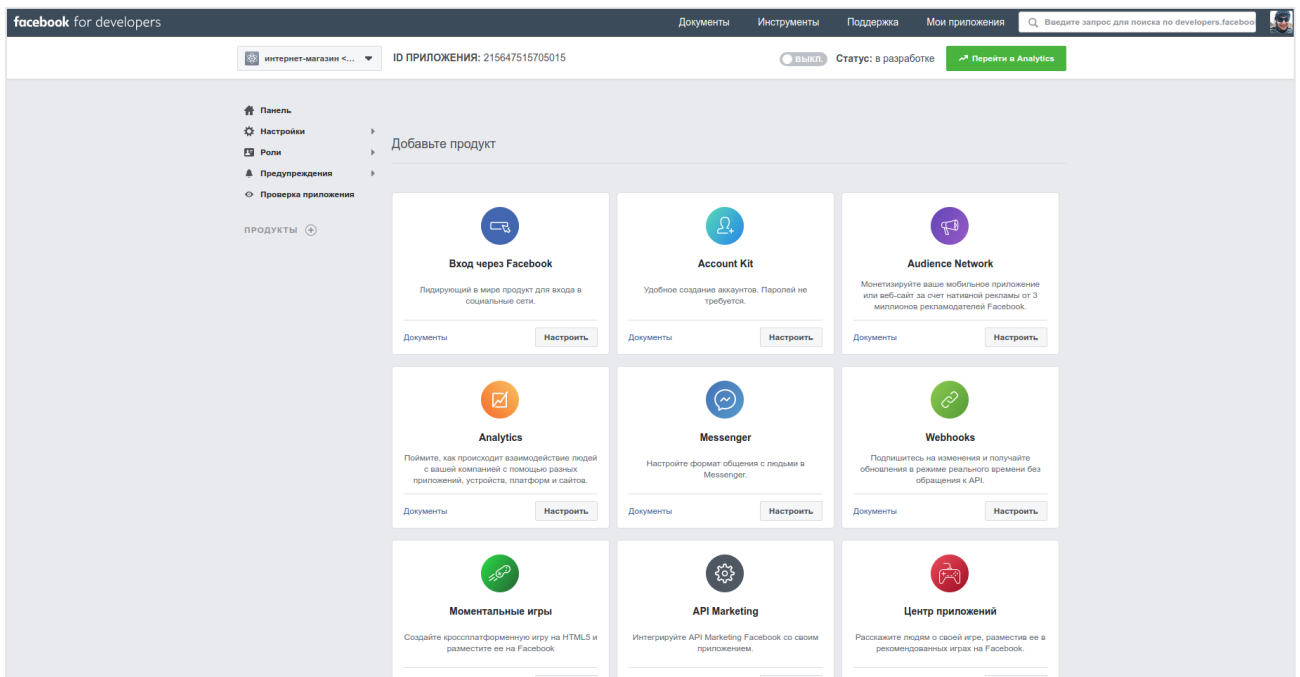 facebook for developers
Документы Инструменты Поддержка Мои приложения Введите запрос для поиска по developers.faceboo
интернет-магазин <... ID ПРИЛОЖЕНИЯ: 215647515705015 ВЫКЛ. Статус: в разработке Перейти в Analytics
Панель
Настройки
Роли
Предупреждения
Проверка приложения
ПРОДУКТЫ
Добавьте продукт
Вход через Facebook
Лидирующий в мире продукт для входа в
социальные сети.
Документы Настроить
Account Kit
Удобное создание аккаунтов. Паролей не
требуется.
Документы Настроить
Audience Network
Монетизируйте ваше мобильное приложение
или веб-сайт за счет нативной рекламы от 3
миллионов рекламодателей Facebook.
Документы Настроить
Analytics
Поймите, как происходит взаимодействие людей
с вашей компанией с помощью разных
приложений, устройств, платформ и сайтов.
Документы Настроить
Messenger
Настройте формат общения с людьми в
Messenger.
Документы Настроить
Webhooks
Подпишитесь на изменения и получайте
обновления в режиме реального времени без
обращения к API.
Документы Настроить
Моментальные игры
Создайте кроссплатформенную игру на HTML5 и
разместите ее на Facebook
API Marketing
Интегрируйте API Marketing Facebook со своим
приложением.
Центр приложений
Расскажите людям о своей игре, разместив ее в
рекомендованных играх на Facebook.